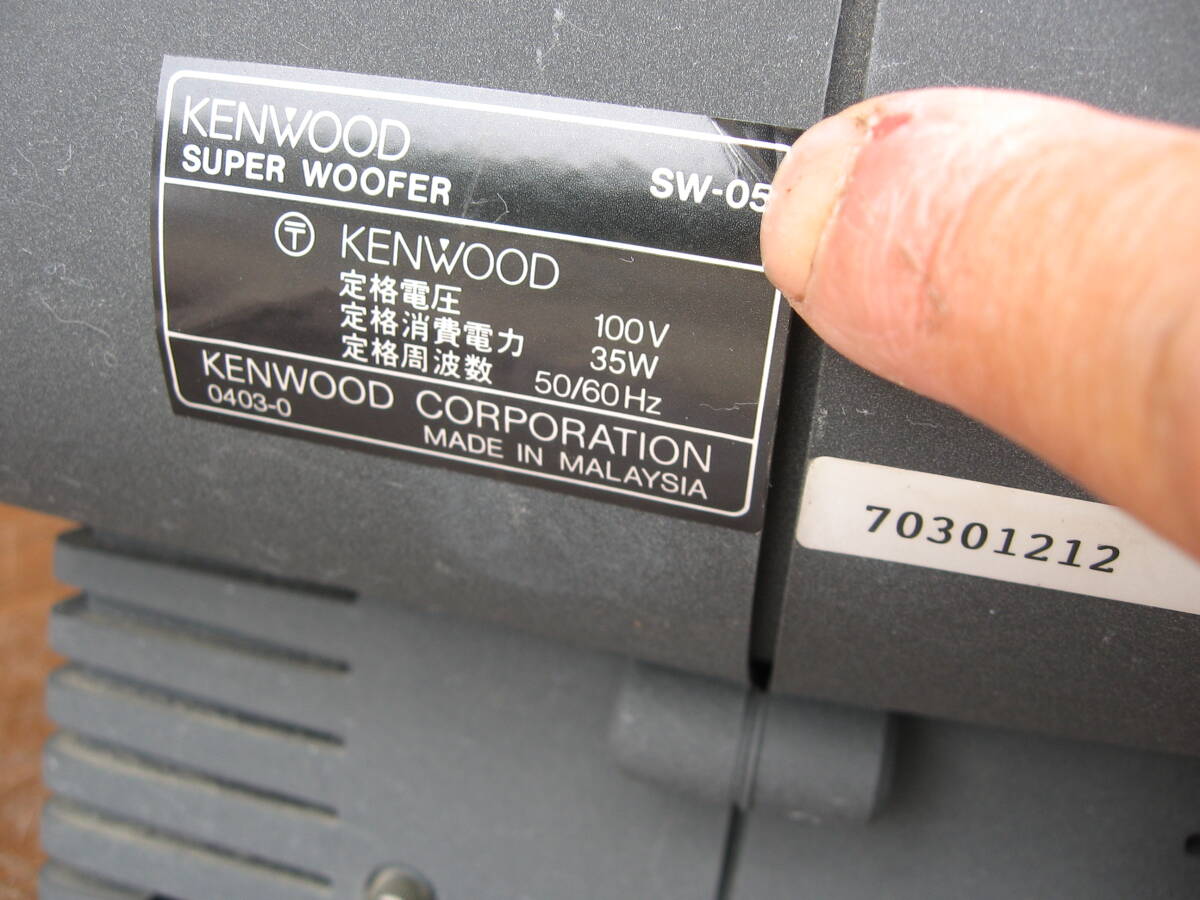 KENWOOD
SUPER WOOFER SW-05
〶 KENWOOD
定格電圧 100V
定格消費電力 35W
定格周波数 50/60Hz
KENWOOD CORPORATION
0403-0 MADE IN MALAYSIA
70301212